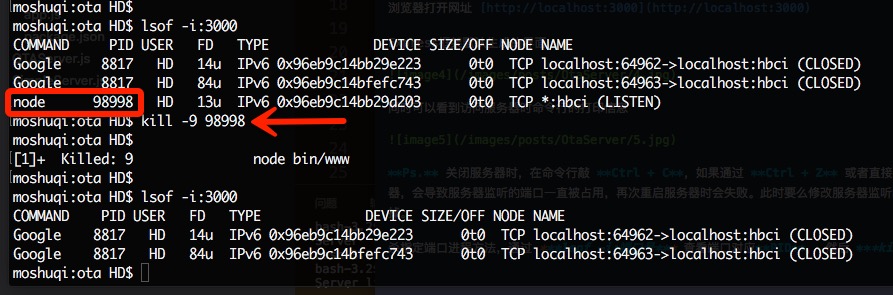 moshuqi:ota HD$
moshuqi:ota HD$ lsof -i:3000
COMMAND PID USER FD TYPE DEVICE SIZE/OFF NODE NAME
Google 8817 HD 14u IPv6 0x96eb9c14bb29e223 0t0 TCP localhost:64962->localhost:hbci (CLOSED)
Google 8817 HD 84u IPv6 0x96eb9c14bfefc743 0t0 TCP localhost:64963->localhost:hbci (CLOSED)
node 98998 HD 13u IPv6 0x96eb9c14bb29d203 0t0 TCP *:hbci (LISTEN)
moshuqi:ota HD$ kill -9 98998
moshuqi:ota HD$
[1]+ Killed: 9 node bin/www
moshuqi:ota HD$
moshuqi:ota HD$ lsof -i:3000
COMMAND PID USER FD TYPE DEVICE SIZE/OFF NODE NAME
Google 8817 HD 14u IPv6 0x96eb9c14bb29e223 0t0 TCP localhost:64962->localhost:hbci (CLOSED)
Google 8817 HD 84u IPv6 0x96eb9c14bfefc743 0t0 TCP localhost:64963->localhost:hbci (CLOSED)
moshuqi:ota HD$
浏览器打开网址 [http://localhost:3000](http://localhost:3000)
![image5](/images/posts/OtaServer/5.jpg)
**Ps.** 关闭服务器时，在命令行敲 **Ctrl + C**，如果通过 **Ctrl + Z** 或者直接
器，会导致服务器监听的端口一直被占用，再次重启服务器时会失败。此时要么修改服务器监听